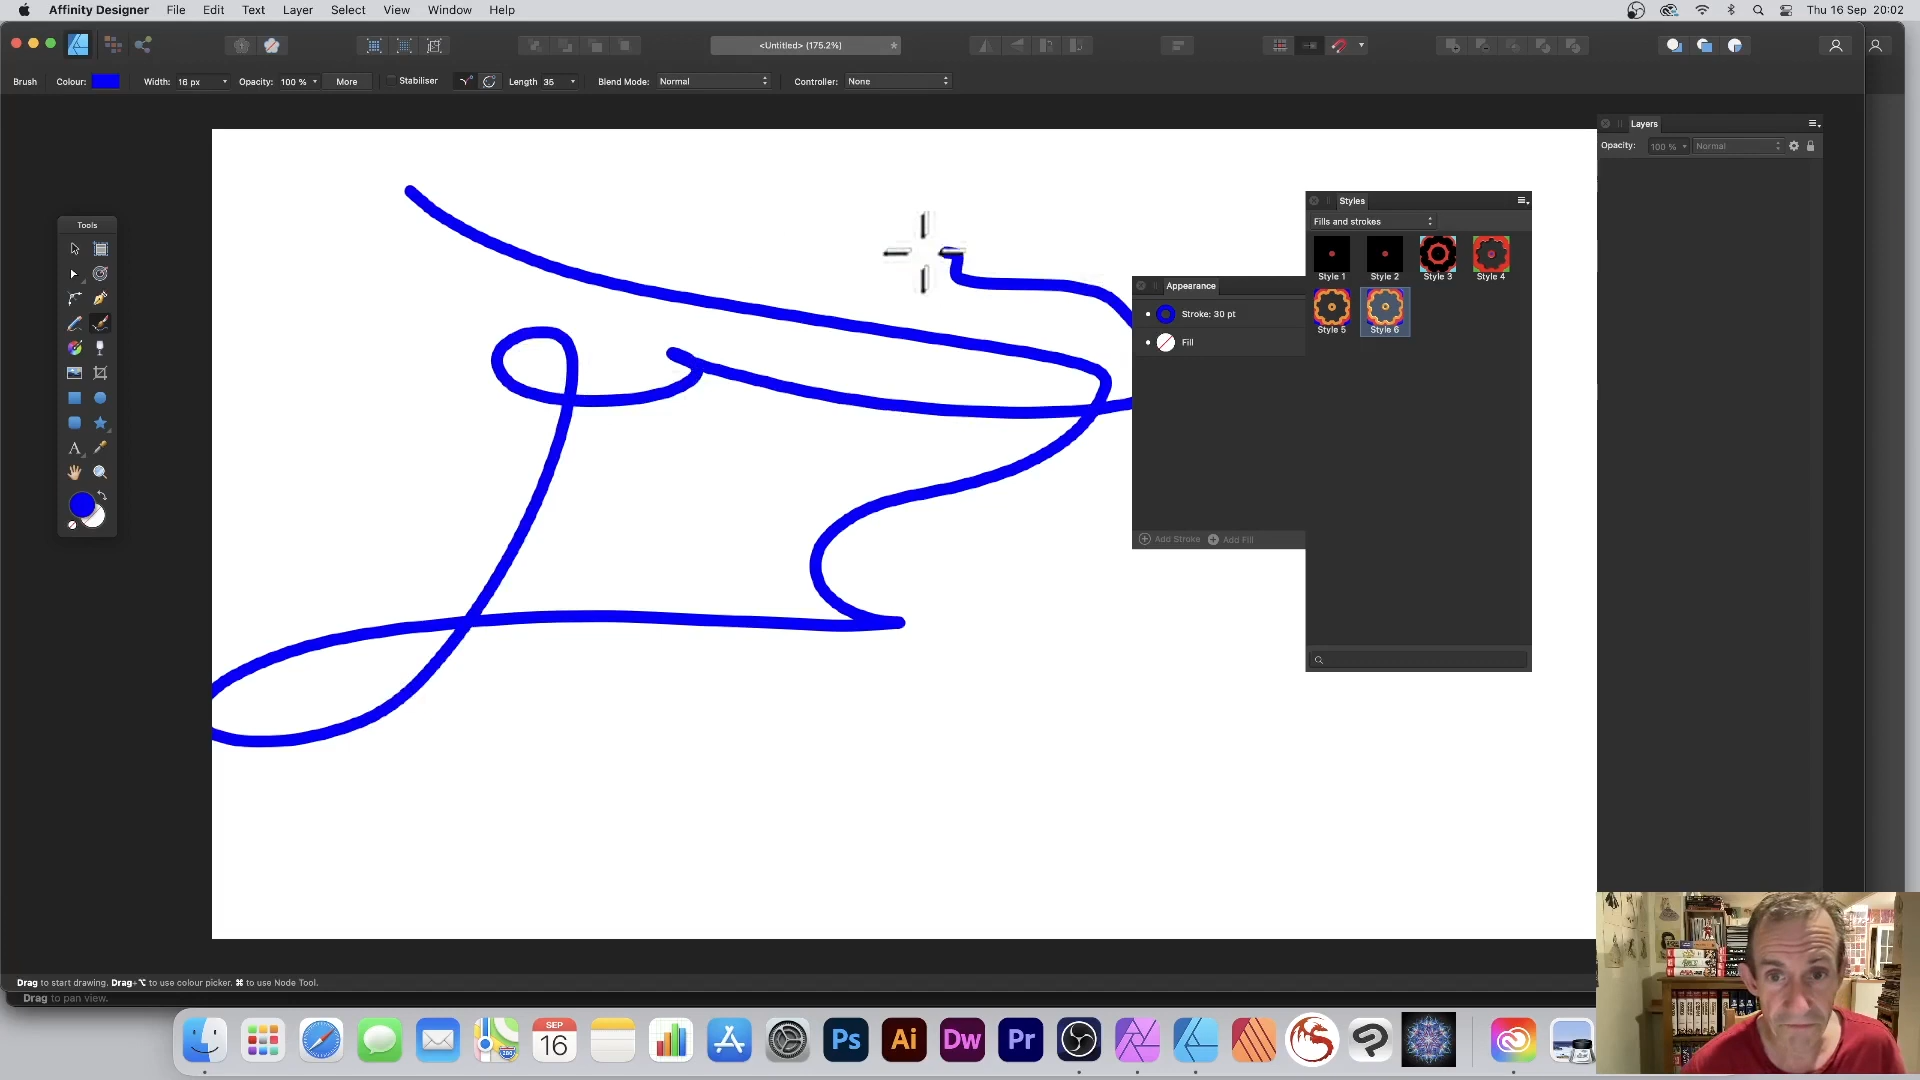 Affinity Designer File Edit Text Layer Select View Window Help Thu 16 Sep 20:02
<Untitled> (175.2%)
Brush Colour: Width: 16 px Opacity: 100 % More Stabiliser Length 35 Blend Mode: Normal Controller: None
Layers
Opacity: 100 % Normal
Tools
A
Styles
Fills and strokes
Style 1 Style 2 Style 3 Style 4
Style 5 Style 6
Appearance
Stroke: 30 pt
Fill
Add Stroke Add Fill
Drag to start drawing. Drag+⌥ to use colour picker. ⌘ to use Node Tool.
Drag to pan view.
SEP
16
280
Ps Ai Dw Pr